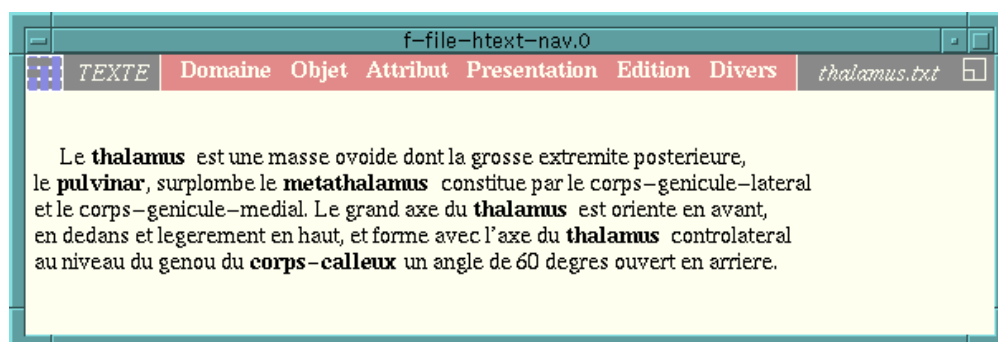 f-file-htext-nav.0
TEXTE Domaine Objet Attribut Presentation Edition Divers thalamus.txt
Le thalamus est une masse ovoide dont la grosse extremite posterieure,
le pulvinar, surplombe le metathalamus constitue par le corps-genicule-lateral
et le corps-genicule-medial. Le grand axe du thalamus est oriente en avant,
en dedans et legerement en haut, et forme avec l'axe du thalamus controlateral
au niveau du genou du corps-calleux un angle de 60 degres ouvert en arriere.